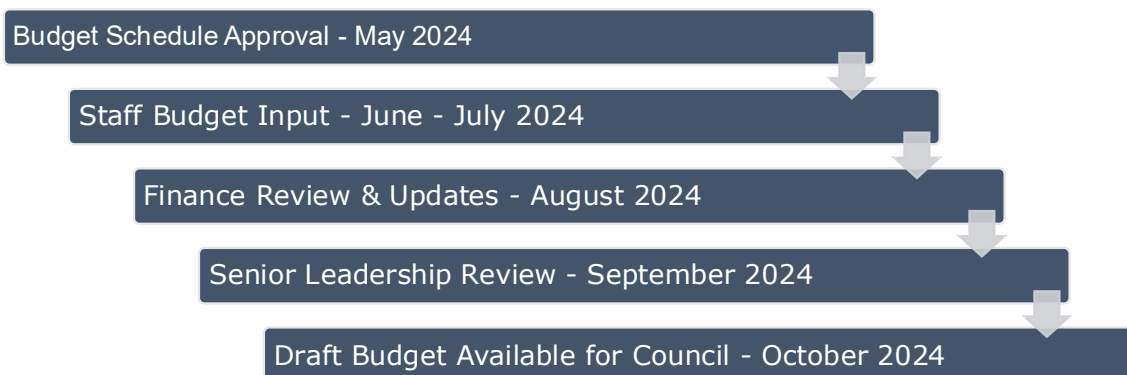 Budget Schedule Approval - May 2024
Staff Budget Input - June - July 2024
Finance Review & Updates - August 2024
Senior Leadership Review - September 2024
Draft Budget Available for Council - October 2024